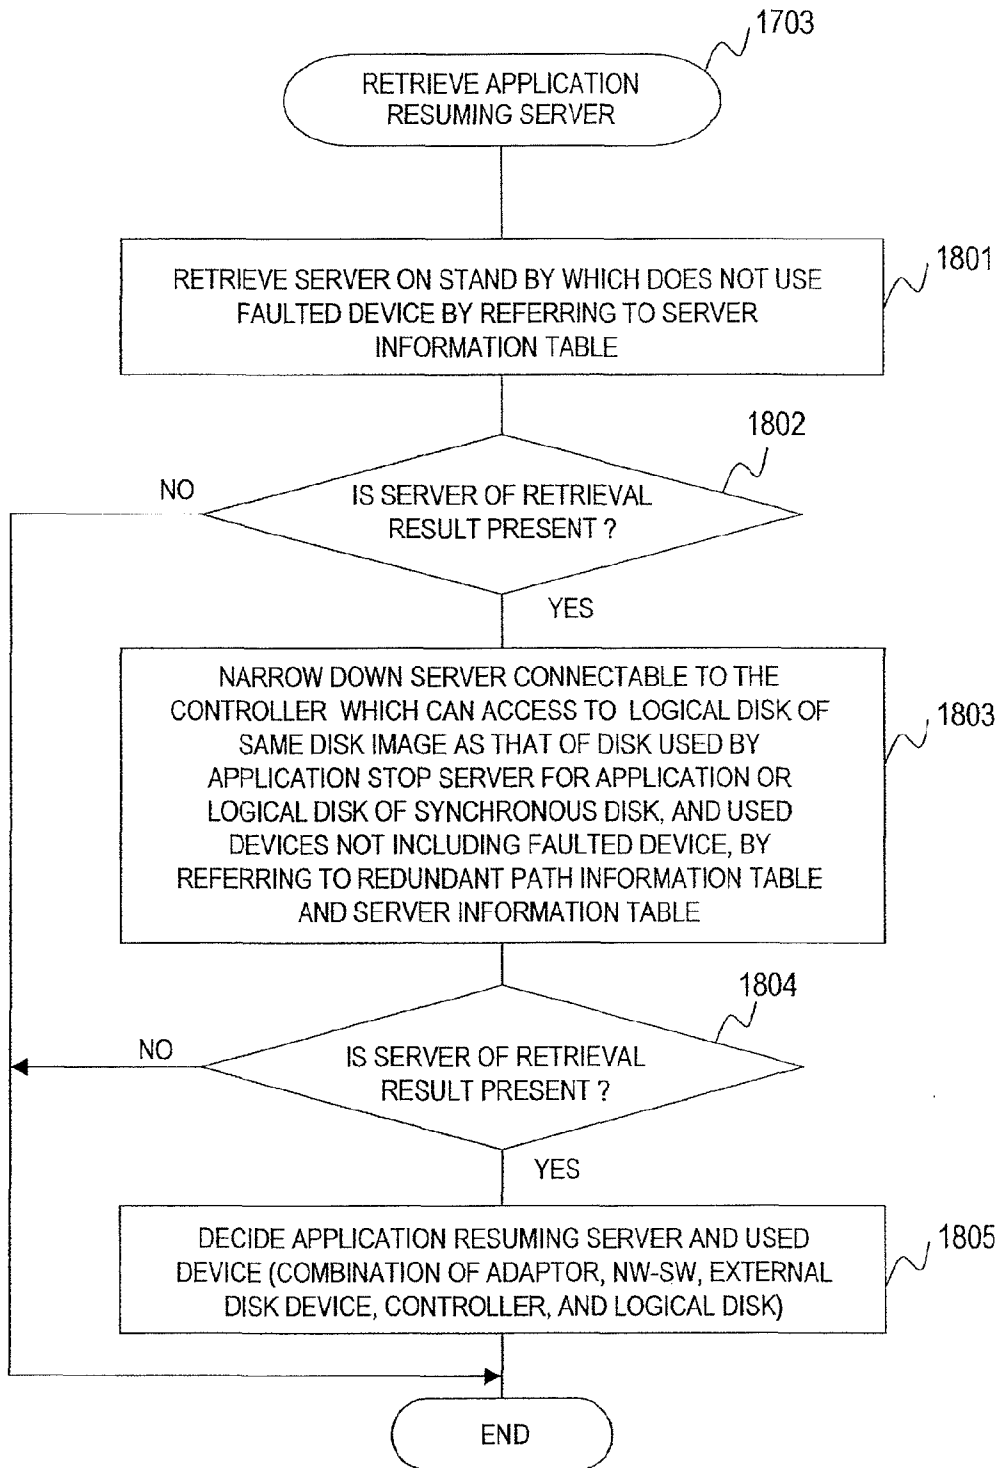 1703
RETRIEVE APPLICATION
RESUMING SERVER
1801
RETRIEVE SERVER ON STAND BY WHICH DOES NOT USE
FAULTED DEVICE BY REFERRING TO SERVER
INFORMATION TABLE
1802
NO
IS SERVER OF RETRIEVAL
RESULT PRESENT ?
YES
1803
NARROW DOWN SERVER CONNECTABLE TO THE
CONTROLLER WHICH CAN ACCESS TO LOGICAL DISK OF
SAME DISK IMAGE AS THAT OF DISK USED BY
APPLICATION STOP SERVER FOR APPLICATION OR
LOGICAL DISK OF SYNCHRONOUS DISK, AND USED
DEVICES NOT INCLUDING FAULTED DEVICE, BY
REFERRING TO REDUNDANT PATH INFORMATION TABLE
AND SERVER INFORMATION TABLE
1804
NO
IS SERVER OF RETRIEVAL
RESULT PRESENT ?
YES
1805
DECIDE APPLICATION RESUMING SERVER AND USED
DEVICE (COMBINATION OF ADAPTOR, NW-SW, EXTERNAL
DISK DEVICE, CONTROLLER, AND LOGICAL DISK)
END